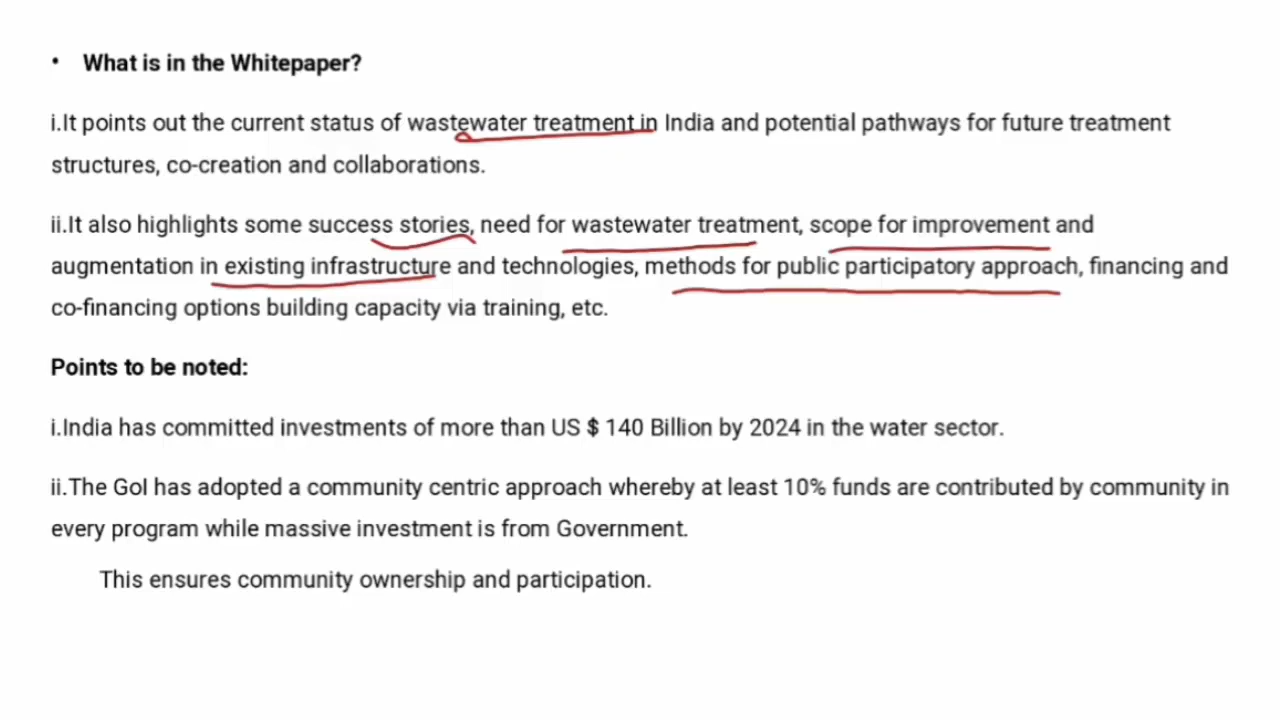 • What is in the Whitepaper?
i.It points out the current status of wastewater treatment in India and potential pathways for future treatment
structures, co-creation and collaborations.
ii.It also highlights some success stories, need for wastewater treatment, scope for improvement and
augmentation in existing infrastructure and technologies, methods for public participatory approach, financing and
co-financing options building capacity via training, etc.
Points to be noted:
i.India has committed investments of more than US $ 140 Billion by 2024 in the water sector.
ii.The GoI has adopted a community centric approach whereby at least 10% funds are contributed by community in
every program while massive investment is from Government.
This ensures community ownership and participation.